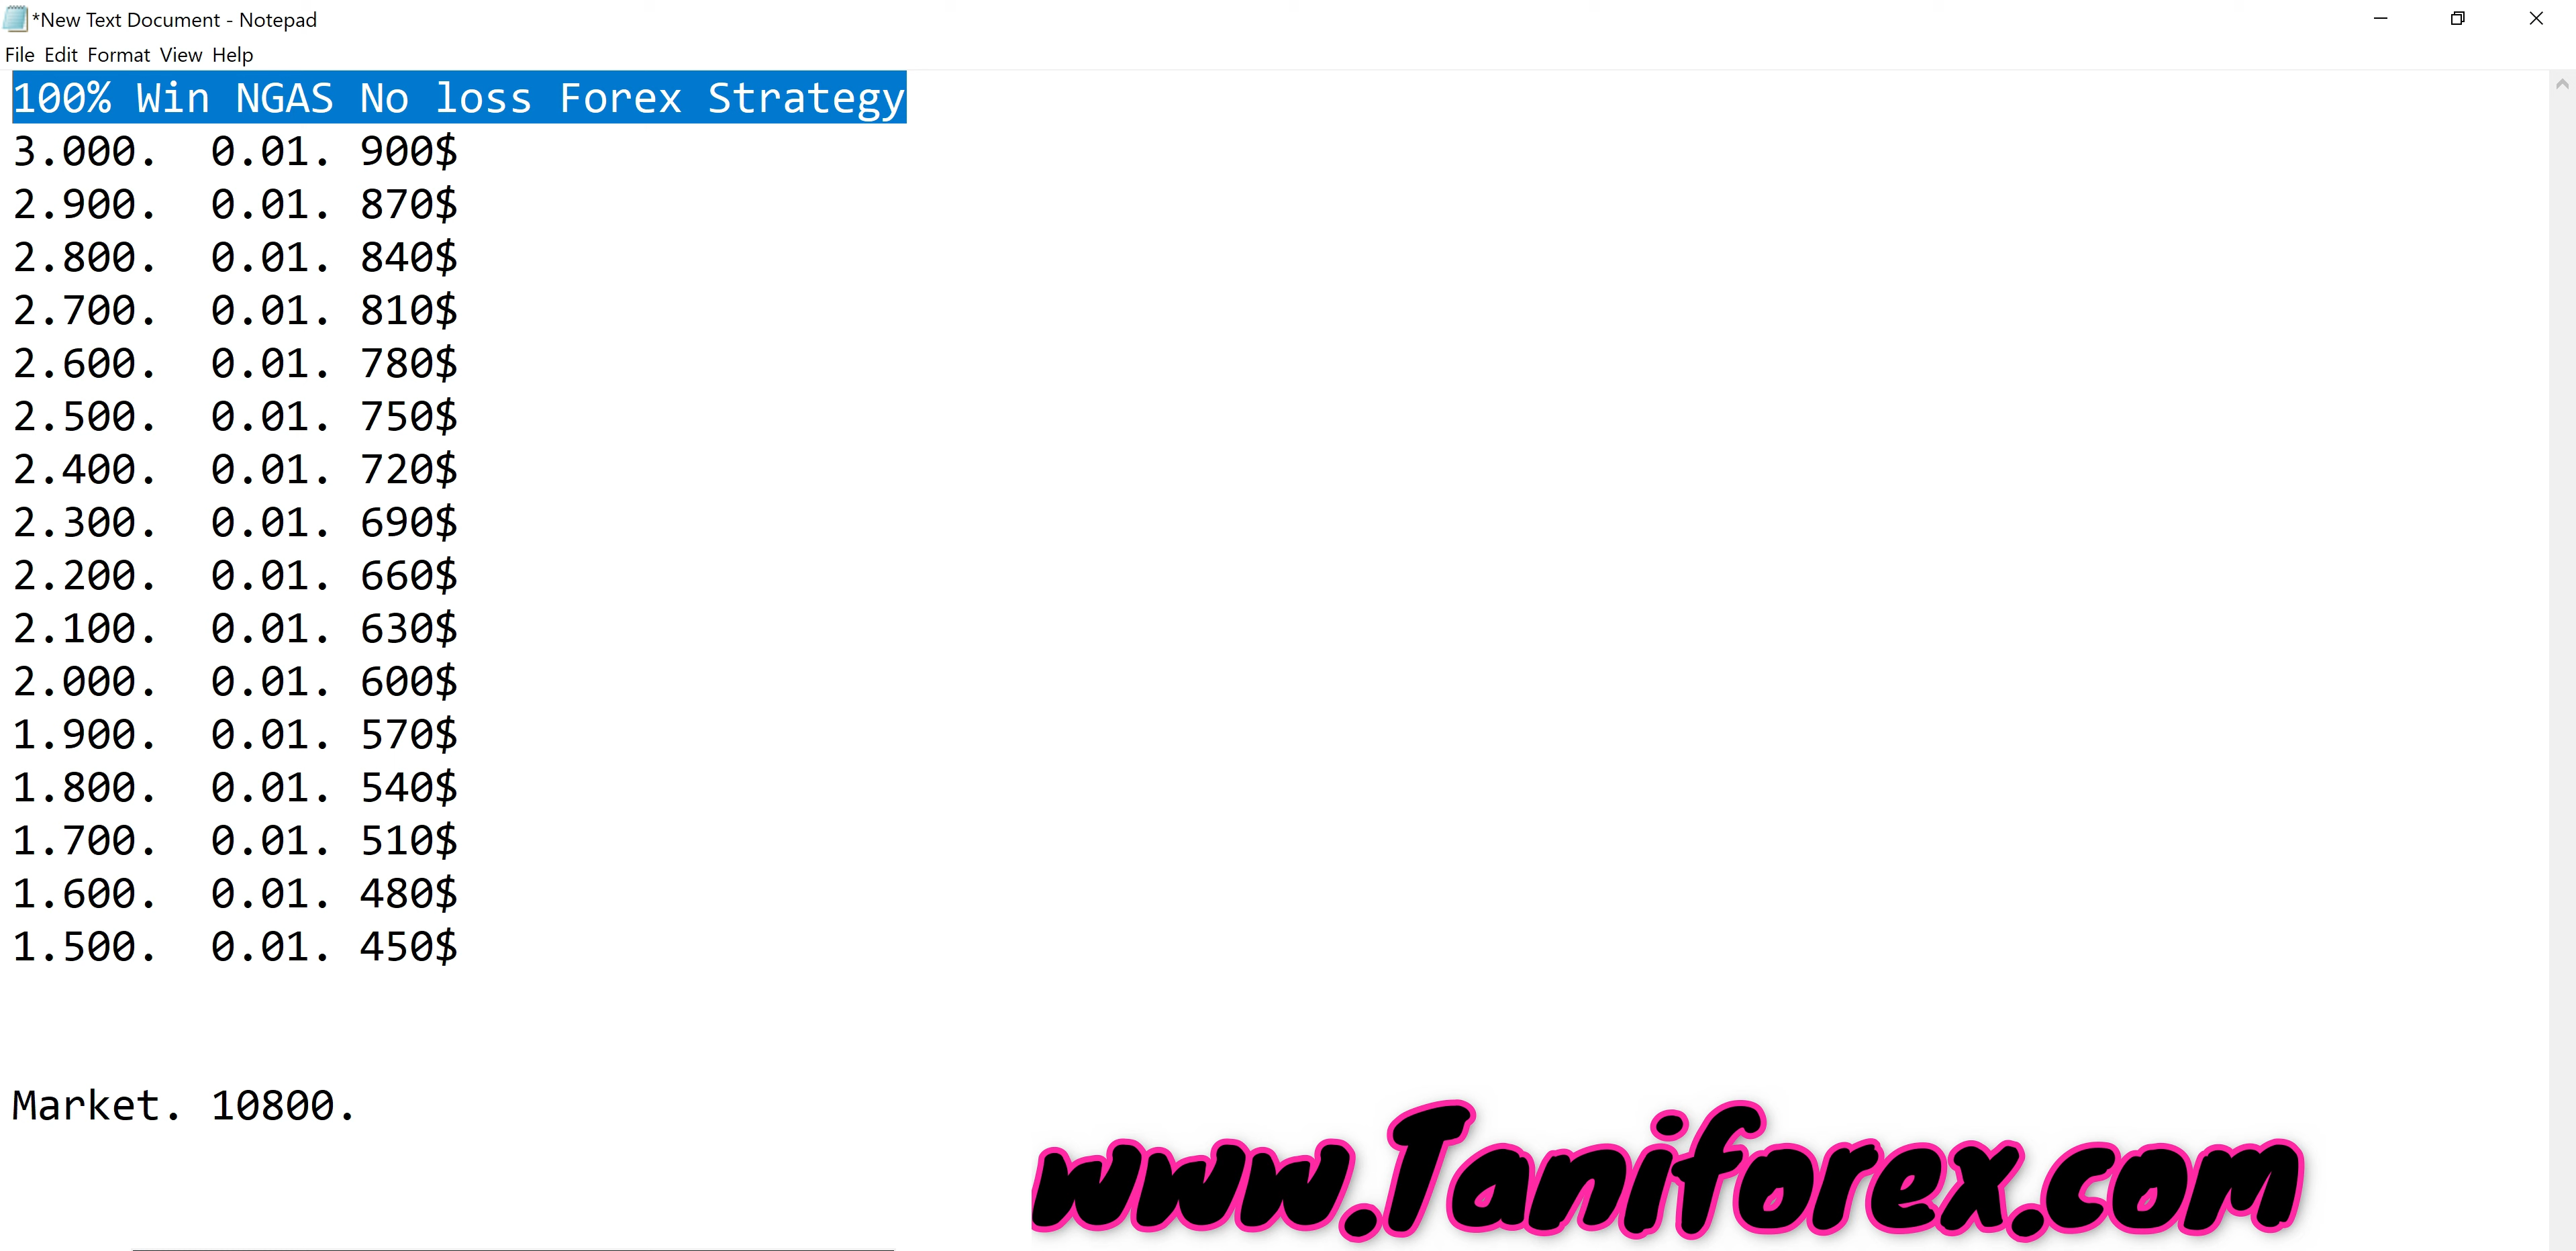 *New Text Document - Notepad
File Edit Format View Help
100% Win NGAS No loss Forex Strategy
3.000.  0.01. 900$
2.900.  0.01. 870$
2.800.  0.01. 840$
2.700.  0.01. 810$
2.600.  0.01. 780$
2.500.  0.01. 750$
2.400.  0.01. 720$
2.300.  0.01. 690$
2.200.  0.01. 660$
2.100.  0.01. 630$
2.000.  0.01. 600$
1.900.  0.01. 570$
1.800.  0.01. 540$
1.700.  0.01. 510$
1.600.  0.01. 480$
1.500.  0.01. 450$
Market. 10800.
www.Taniforex.com